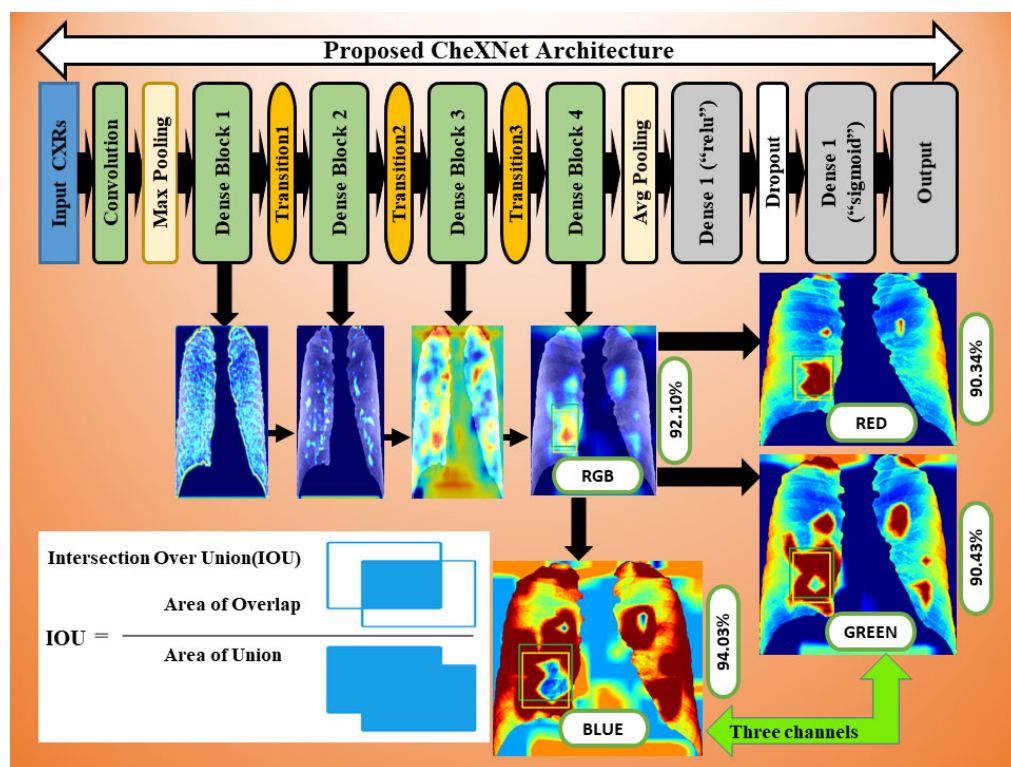 Proposed CheXNet Architecture
Input CXRs
Convolution
Max Pooling
Dense Block 1
Transition1
Dense Block 2
Transition2
Dense Block 3
Transition3
Dense Block 4
Avg Pooling
Dense 1 (“relu”)
Dropout
Dense 1
(“sigmoid”)
Output
RGB
92.10%
RED
90.34%
GREEN
90.43%
BLUE
94.03%
Three channels
Intersection Over Union(IOU)
Area of Overlap
IOU =
Area of Union